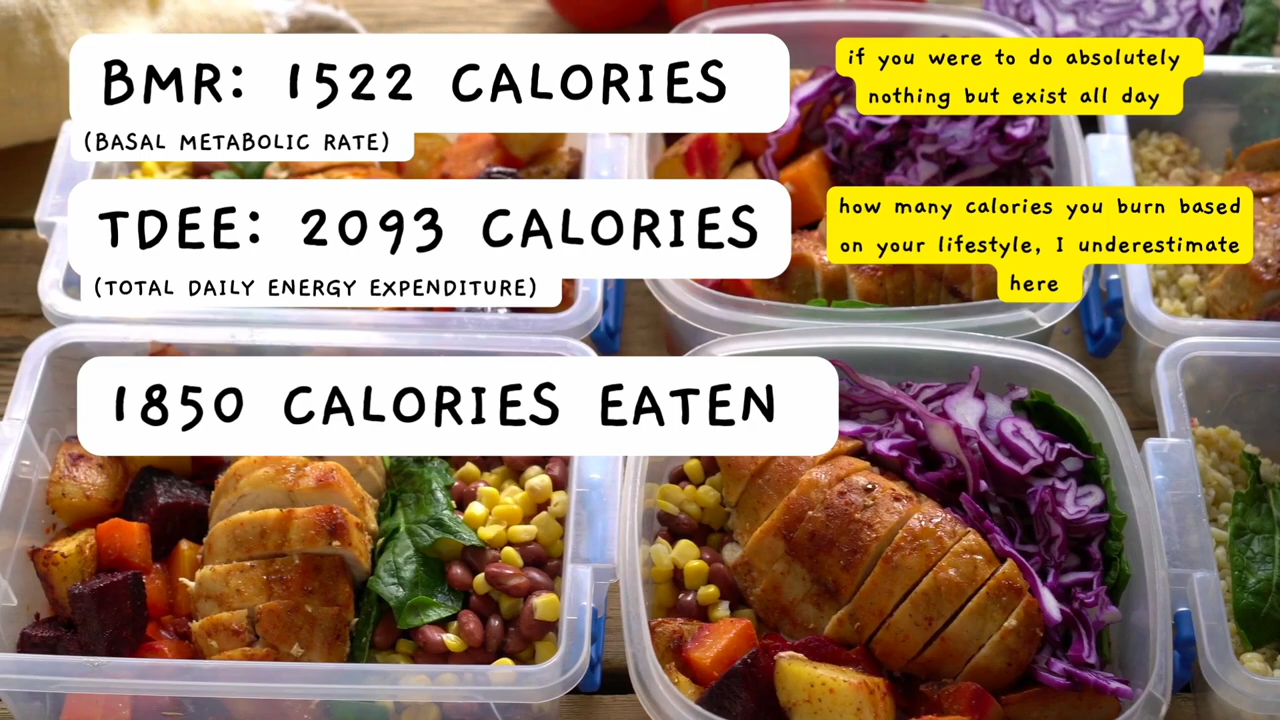 BMR: 1522 CALORIES
(BASAL METABOLIC RATE)
if you were to do absolutely
nothing but exist all day
TDEE: 2093 CALORIES
(TOTAL DAILY ENERGY EXPENDITURE)
how many calories you burn based
on your lifestyle, I underestimate
here
1850 CALORIES EATEN